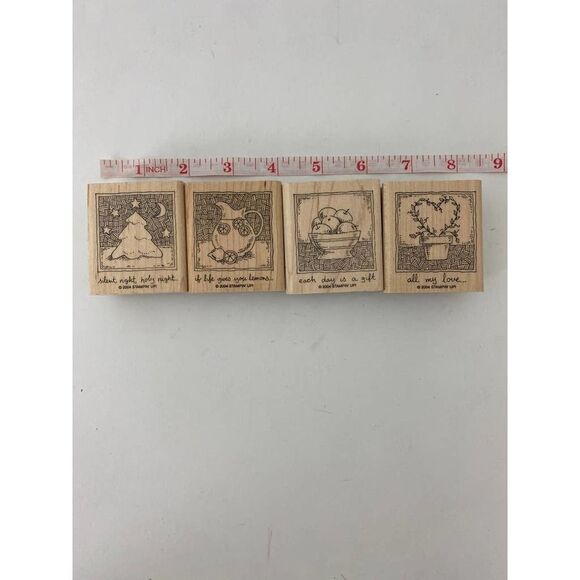 1 INCH 2 3 4 5 6 7 8 9
silent night, holy night...
© 2004 STAMPIN' UP!
if life gives you lemons...
© 2004 STAMPIN' UP!
each day is a gift
© 2004 STAMPIN' UP!
all my love...
© 2004 STAMPIN' UP!